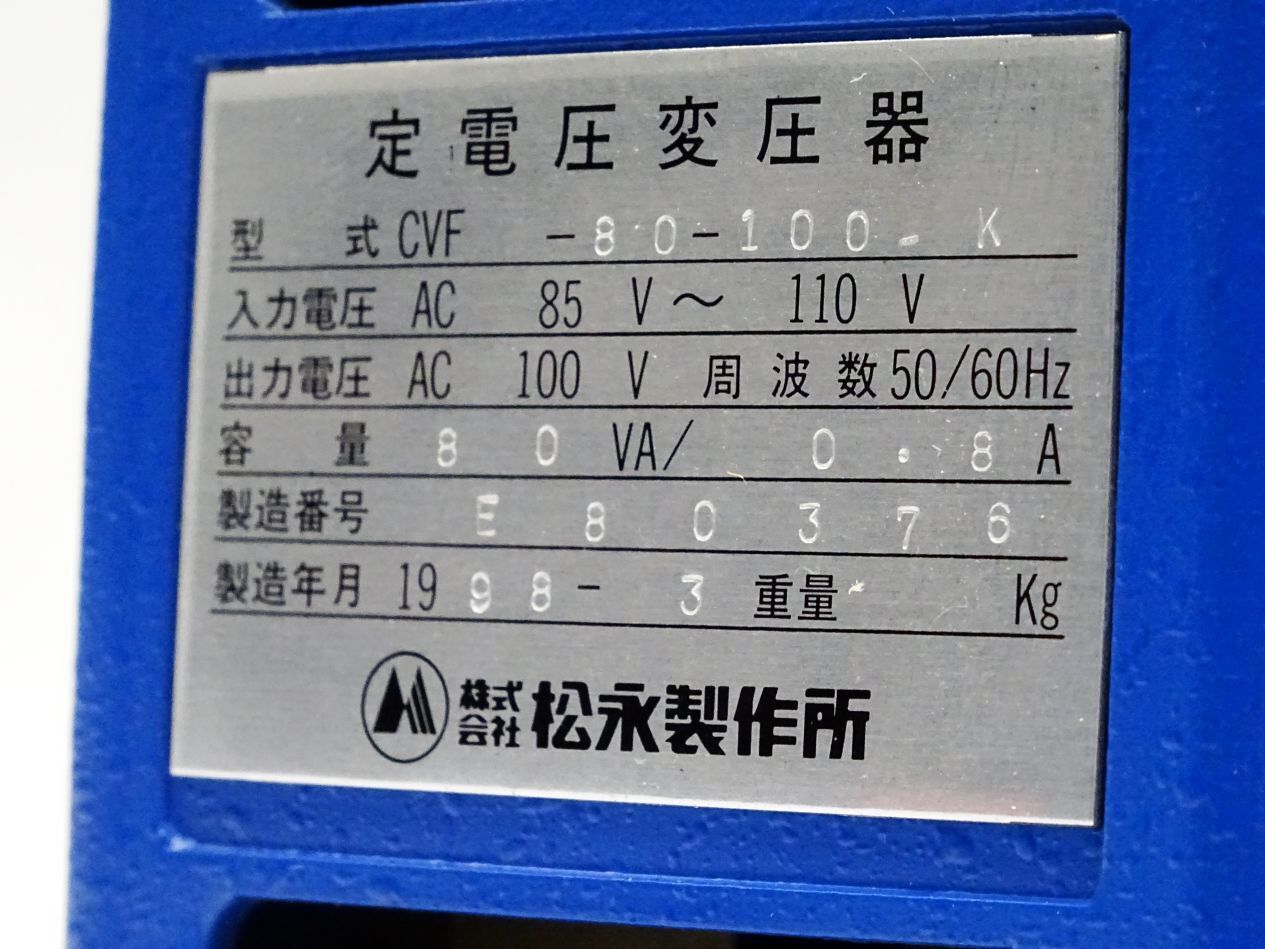 定電圧変圧器
型式 CVF -80-100-K
入力電圧 AC 85 V～ 110 V
出力電圧 AC 100 V 周波数 50/60Hz
容量 80 VA/ 0.8 A
製造番号 E80376
製造年月 1998- 3 重量 Kg
株式会社 松永製作所